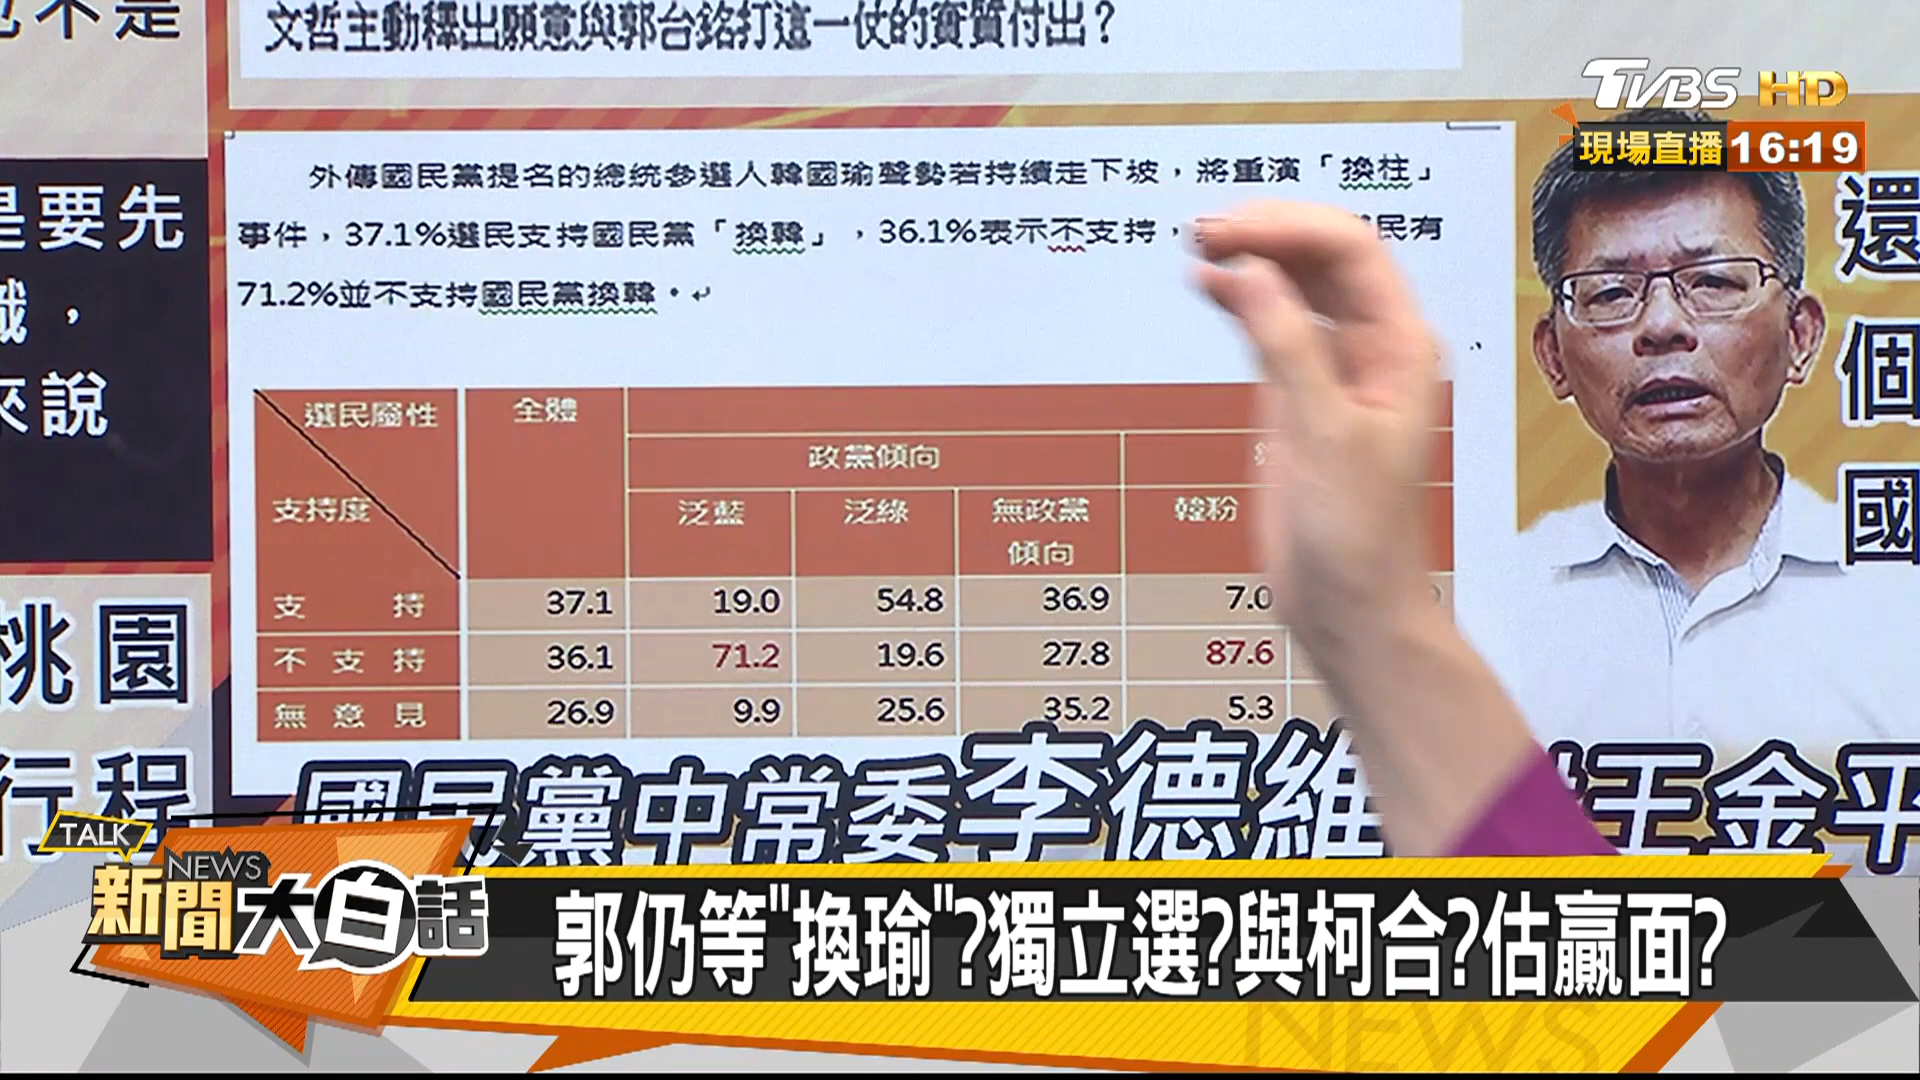 也不是
文哲主動釋出願意與郭台銘打這一仗的實質付出?
TVBS HD
現場直播 16:19
外傳國民黨提名的總統參選人韓國瑜聲勢若持續走下坡,將重演「換柱」
事件,37.1%選民支持國民黨「換韓」,36.1%表示不支持,
民有
71.2%並不支持國民黨換韓。
是要先
來說
桃園
行程
還
個
國
選民屬性 全體
支持度
政黨傾向
泛藍 泛綠 無政黨傾向 韓粉
支持 37.1 19.0 54.8 36.9 7.0
不支持 36.1 71.2 19.6 27.8 87.6
無意見 26.9 9.9 25.6 35.2 5.3
國民黨中常委李德維
王金平
TALK
NEWS
新聞大白話
郭仍等"換瑜"?獨立選?與柯合?估贏面?
NEWS